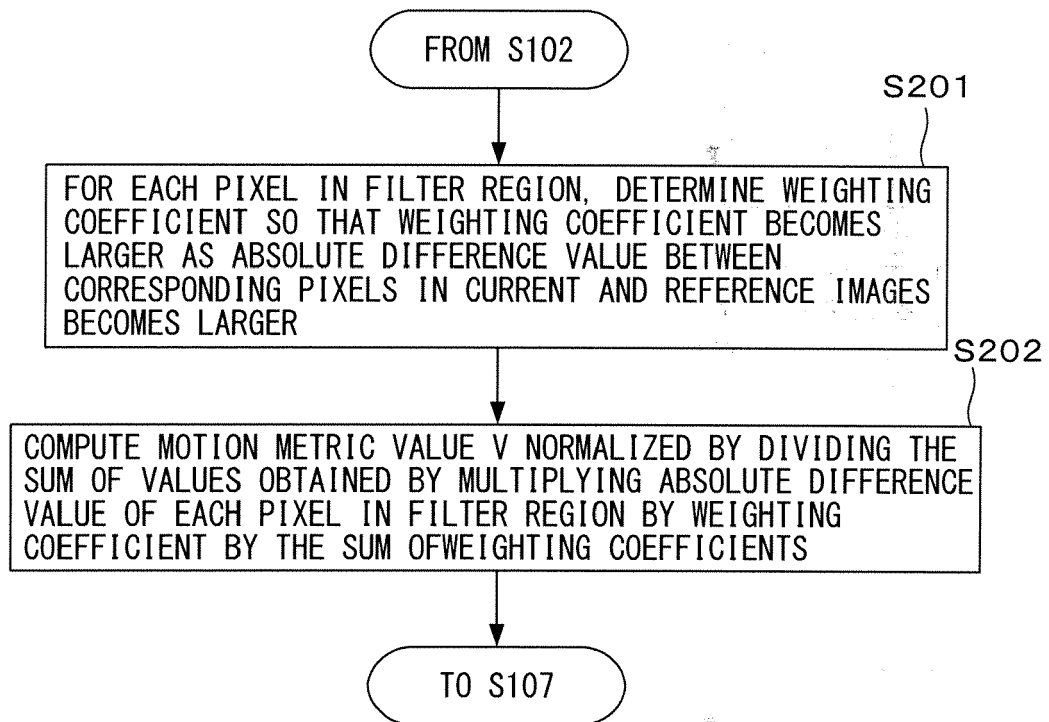 FROM S102
S201
FOR EACH PIXEL IN FILTER REGION, DETERMINE WEIGHTING
COEFFICIENT SO THAT WEIGHTING COEFFICIENT BECOMES
LARGER AS ABSOLUTE DIFFERENCE VALUE BETWEEN
CORRESPONDING PIXELS IN CURRENT AND REFERENCE IMAGES
BECOMES LARGER
S202
COMPUTE MOTION METRIC VALUE V NORMALIZED BY DIVIDING THE
SUM OF VALUES OBTAINED BY MULTIPLYING ABSOLUTE DIFFERENCE
VALUE OF EACH PIXEL IN FILTER REGION BY WEIGHTING
COEFFICIENT BY THE SUM OFWEIGHTING COEFFICIENTS
TO S107